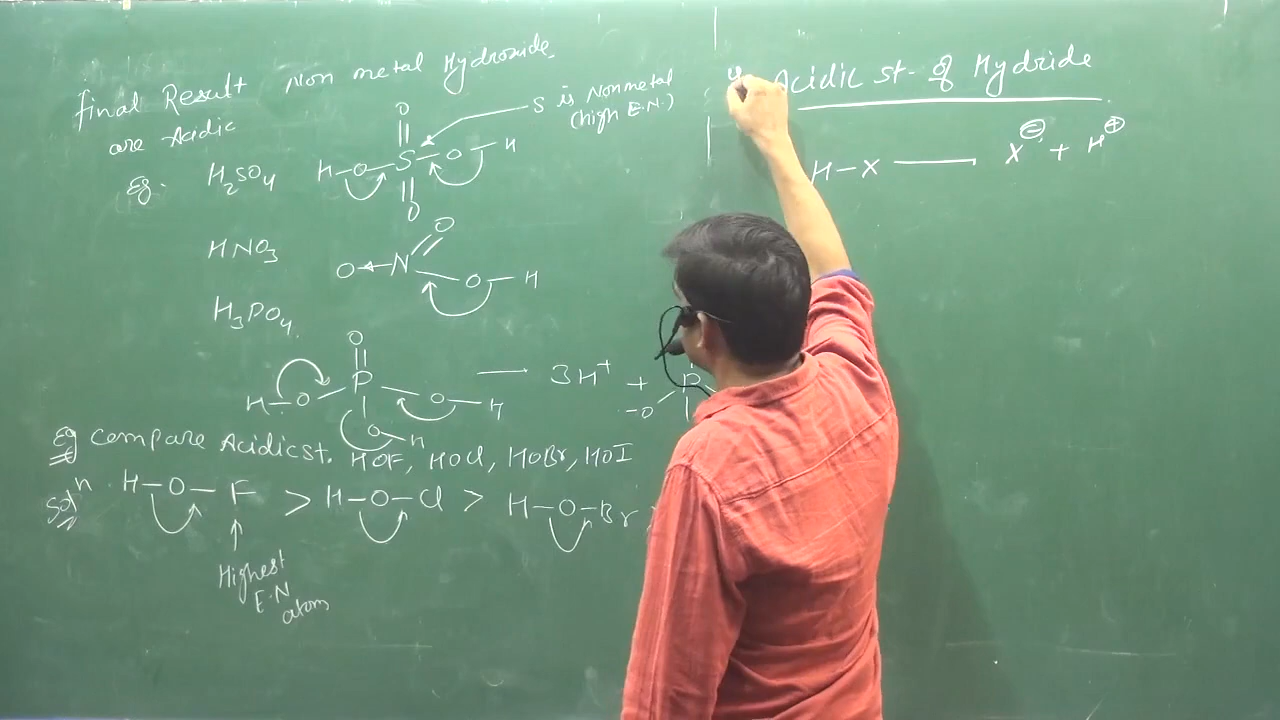 final Result Non metal Hydroxide
are Acidic
S is Nonmetal
(high E.N.)
Eg. H2SO4
O
H-O-S-O-H
O
HNO3
O
O←N
O-H
H3PO4
O
H-O P O-H
O-H
— 3H+ + P
-O
Eg compare Acidic st. HOF, HOCl, HOBr, HOI
Solⁿ H-O-F > H-O-Cl > H-O-Br
Highest
E.N
atom
Acidic st. of Hydride
H-X — X⊖ + H⊕